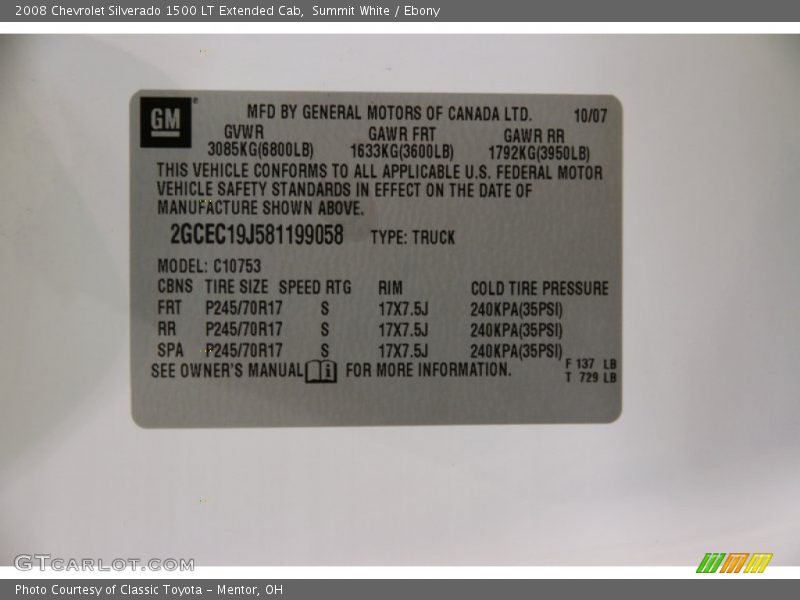 2008 Chevrolet Silverado 1500 LT Extended Cab,  Summit White / Ebony
GM
MFD BY GENERAL MOTORS OF CANADA LTD. 10/07
GVWR GAWR FRT GAWR RR
3085KG(6800LB) 1633KG(3600LB) 1792KG(3950LB)
THIS VEHICLE CONFORMS TO ALL APPLICABLE U.S. FEDERAL MOTOR
VEHICLE SAFETY STANDARDS IN EFFECT ON THE DATE OF
MANUFACTURE SHOWN ABOVE.
2GCEC19J581199058 TYPE: TRUCK
MODEL: C10753
CBNS TIRE SIZE SPEED RTG RIM COLD TIRE PRESSURE
FRT P245/70R17 S 17X7.5J 240KPA(35PSI)
RR P245/70R17 S 17X7.5J 240KPA(35PSI)
SPA P245/70R17 S 17X7.5J 240KPA(35PSI)
SEE OWNER'S MANUAL i FOR MORE INFORMATION.
F 137 LB
T 729 LB
GTCARLOT.COM
Photo Courtesy of Classic Toyota - Mentor, OH